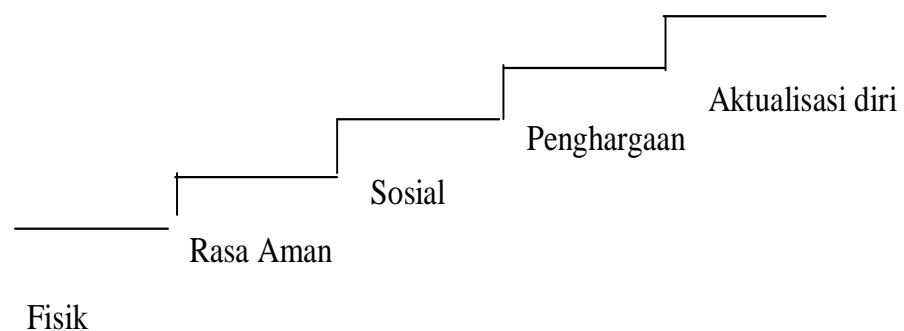 Aktualisasi diri
Penghargaan
Sosial
Rasa Aman
Fisik